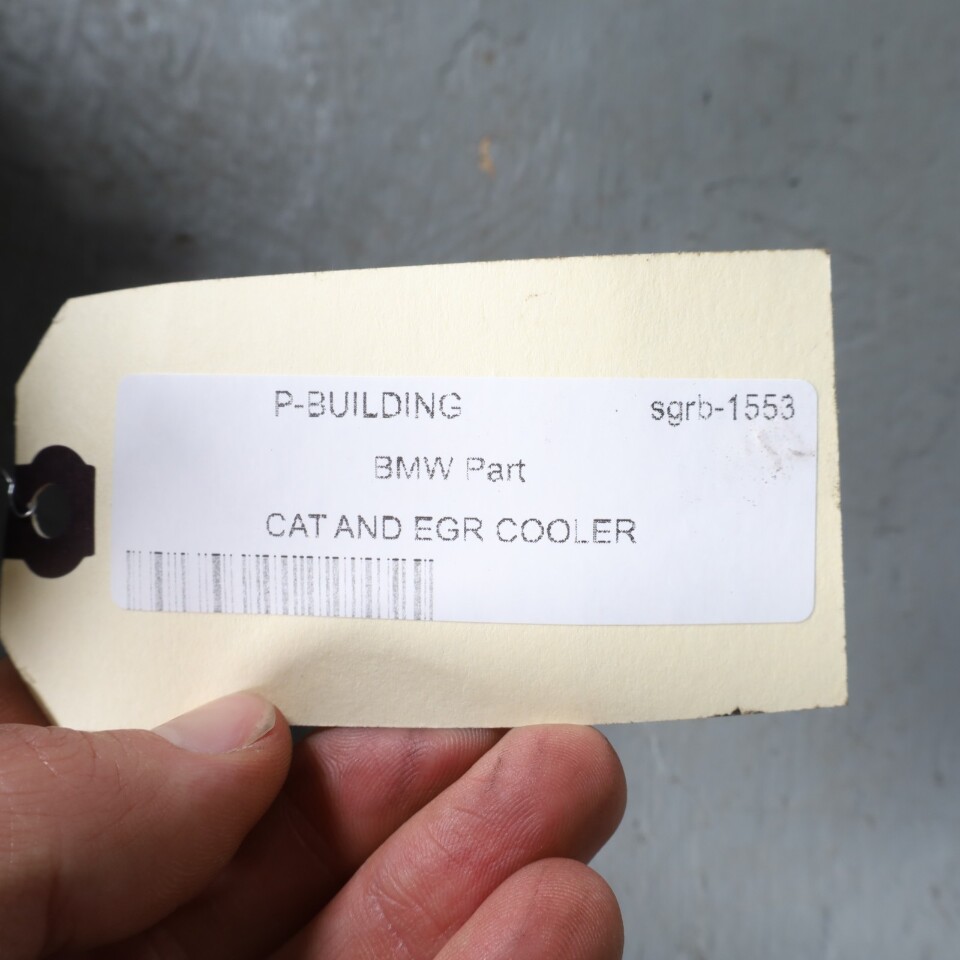 P-BUILDING sgrb-1553
BMW Part
CAT AND EGR COOLER